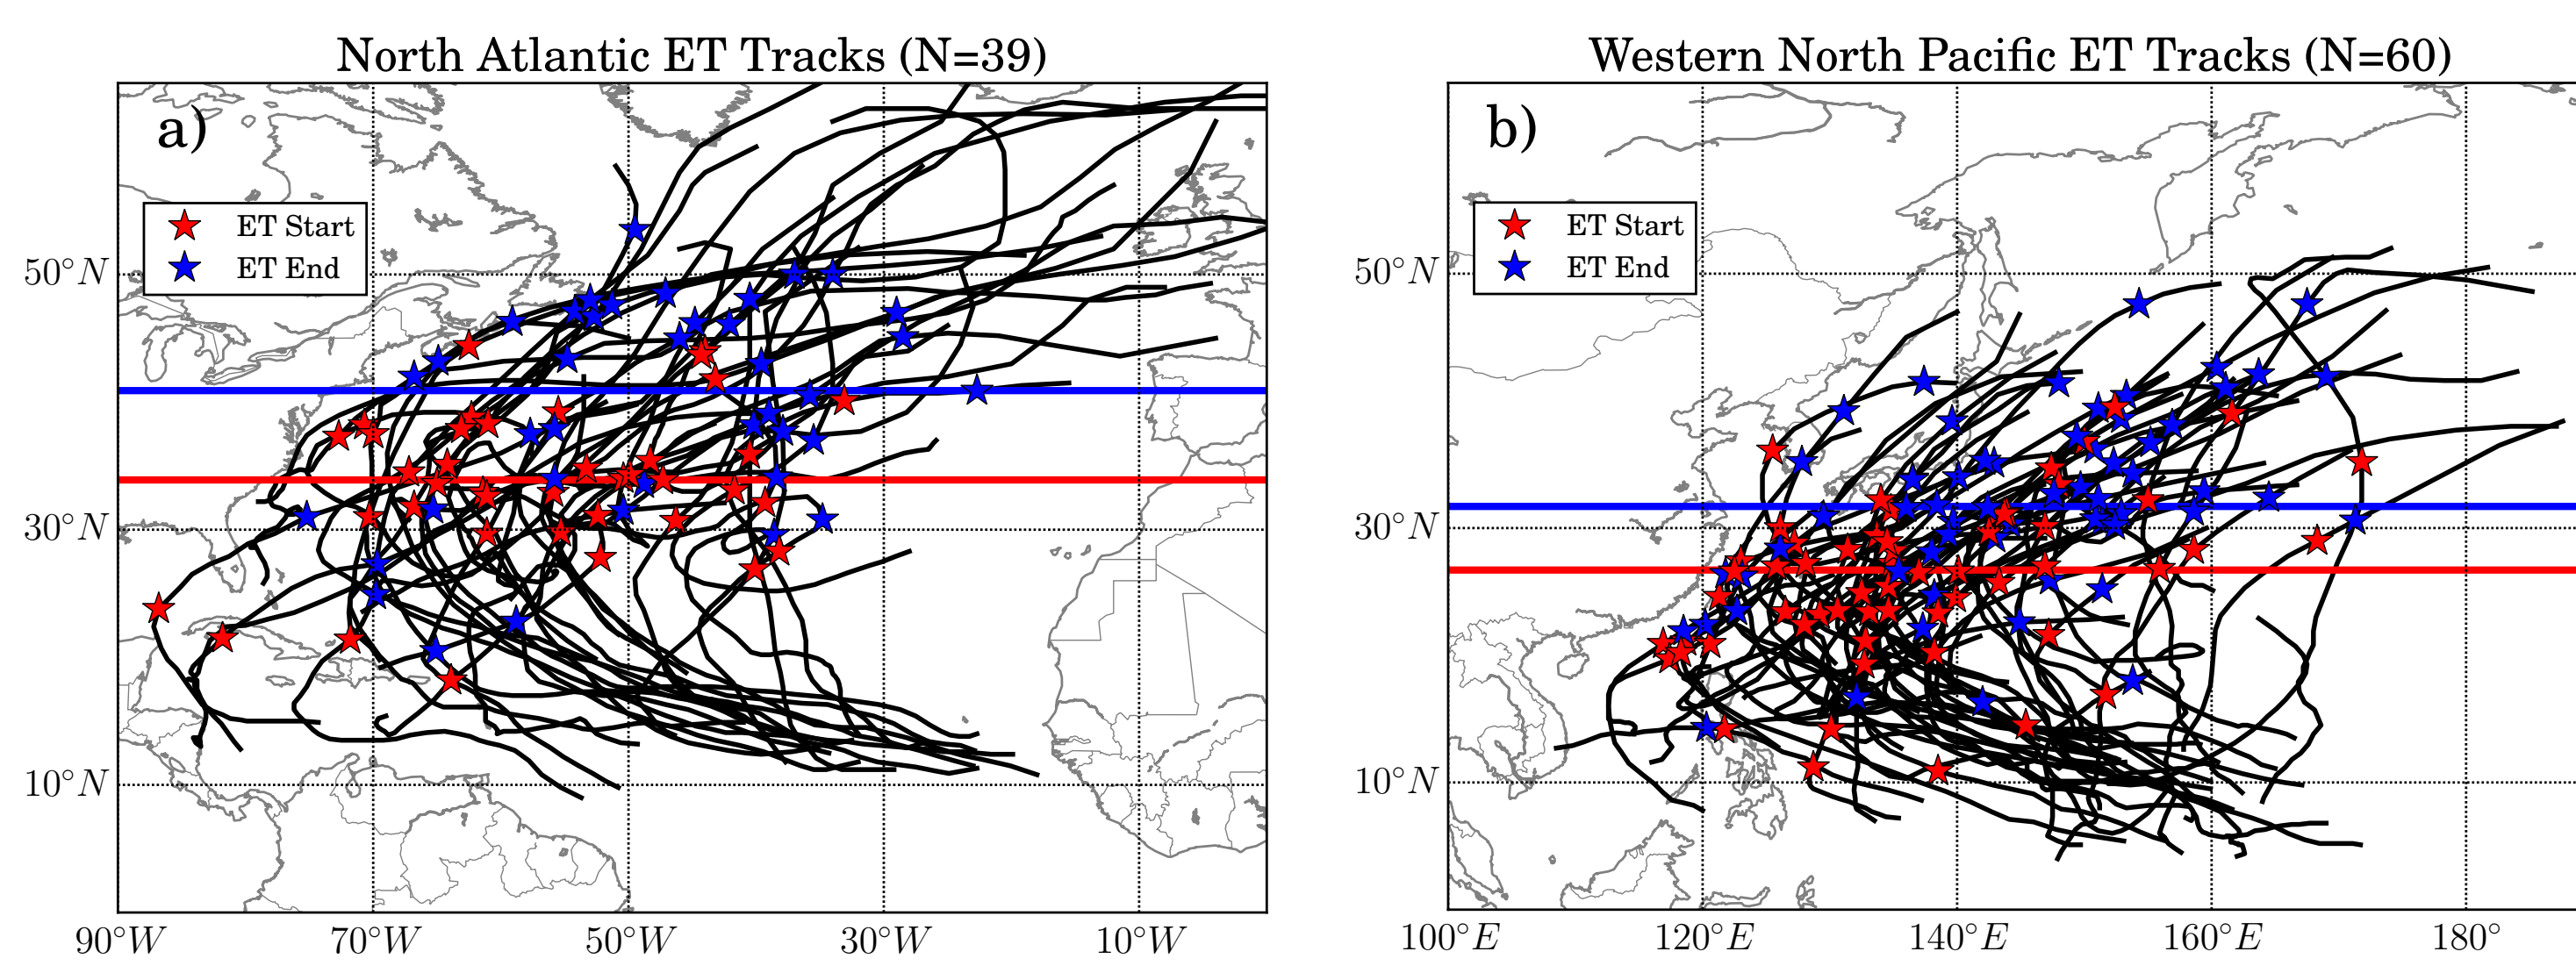 North Atlantic ET Tracks (N=39)
a)
ET Start
ET End
50°N
30°N
10°N
90°W 70°W 50°W 30°W 10°W
Western North Pacific ET Tracks (N=60)
b)
ET Start
ET End
50°N
30°N
10°N
100°E 120°E 140°E 160°E 180°